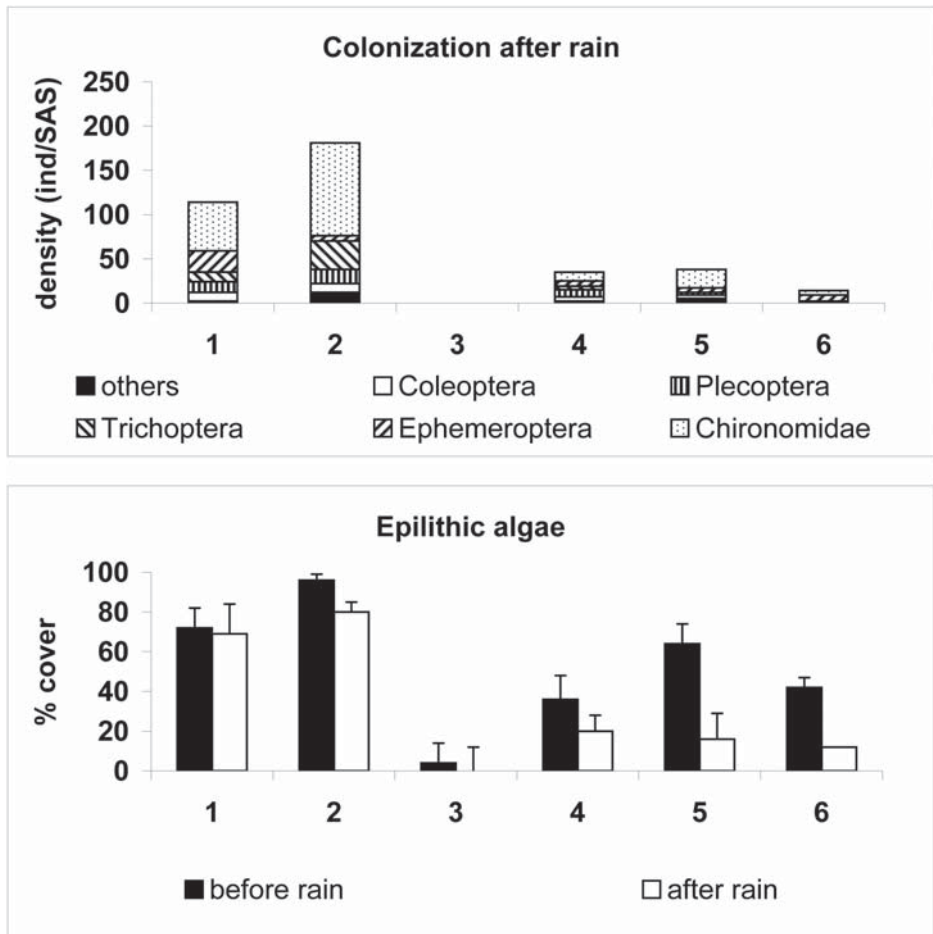 Colonization after rain
density (ind/SAS)
250
200
150
100
50
0
1 2 3 4 5 6
others Coleoptera Plecoptera
Trichoptera Ephemeroptera Chironomidae
Epilithic algae
% cover
100
80
60
40
20
0
1 2 3 4 5 6
before rain after rain